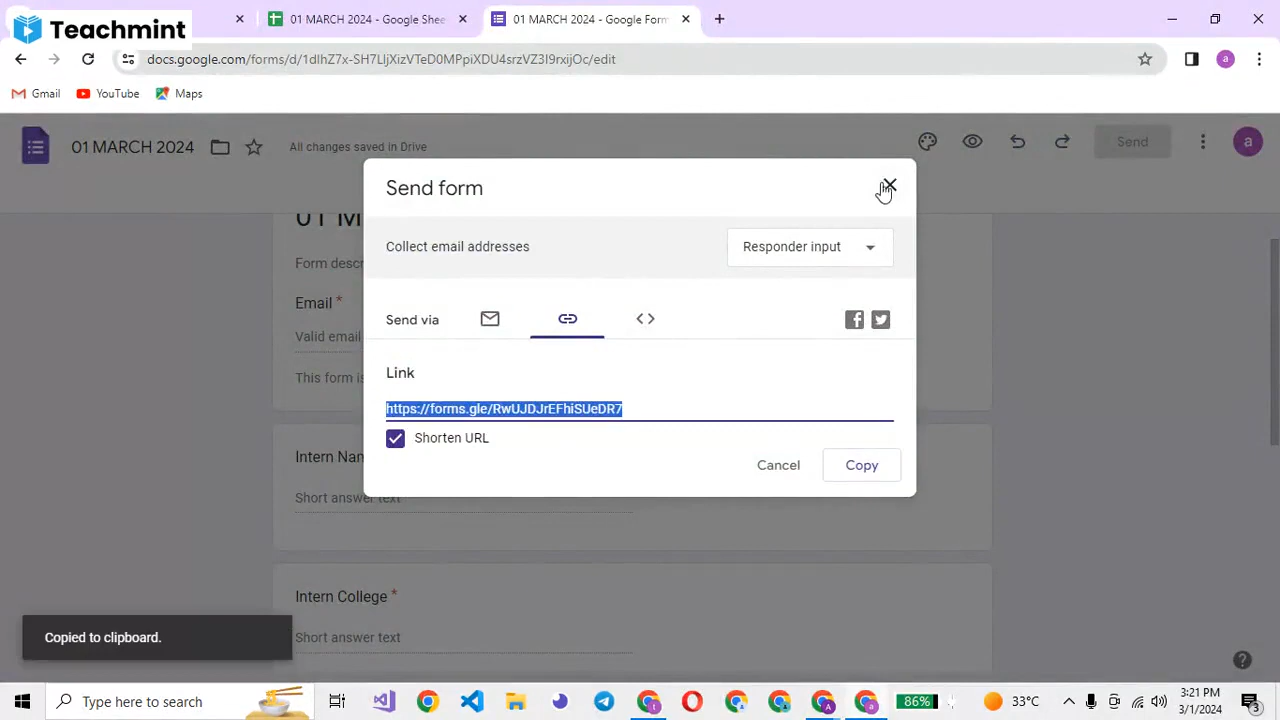 Teachmint
01 MARCH 2024 - Google Shee
01 MARCH 2024 - Google Form
docs.google.com/forms/d/1dIhZ7x-SH7LIjXizVTeD0MPpiXDU4srzVZ3I9rxijOc/edit
a
Gmail
YouTube
Maps
01 MARCH 2024
All changes saved in Drive
Send
a
Send form
Collect email addresses
Responder input
Form descr
Email *
Send via
Valid email
Link
This form is
https://forms.gle/RwUJDJrEFhiSUeDR7
Shorten URL
Intern Nan
Cancel
Copy
Short answer text
Intern College *
Short answer text
Copied to clipboard.
Type here to search
86%
33°C
3:21 PM
3/1/2024
3